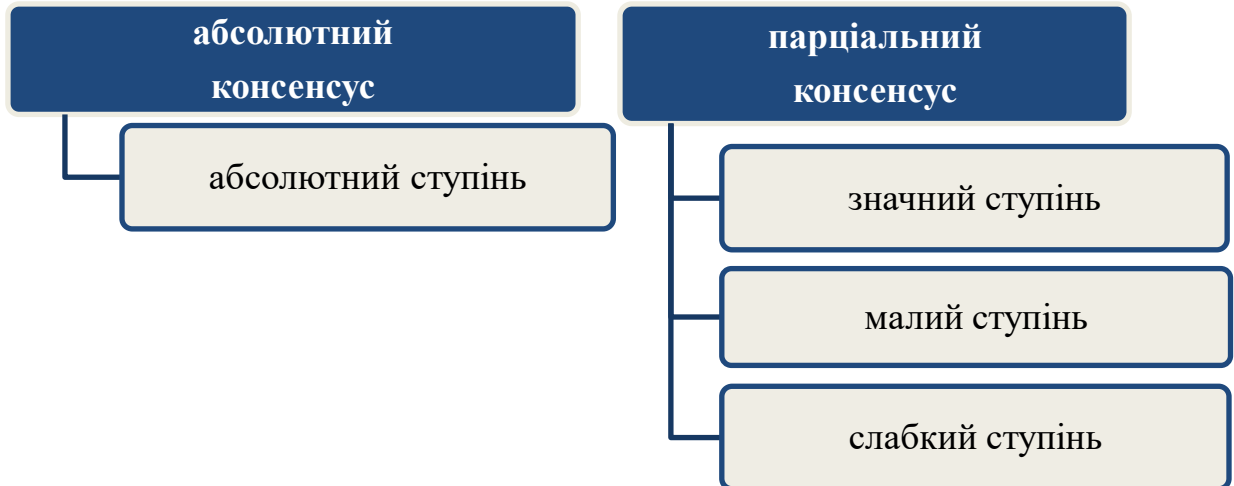 абсолютний
консенсус
абсолютний ступінь
парціальний
консенсус
значний ступінь
малий ступінь
слабкий ступінь